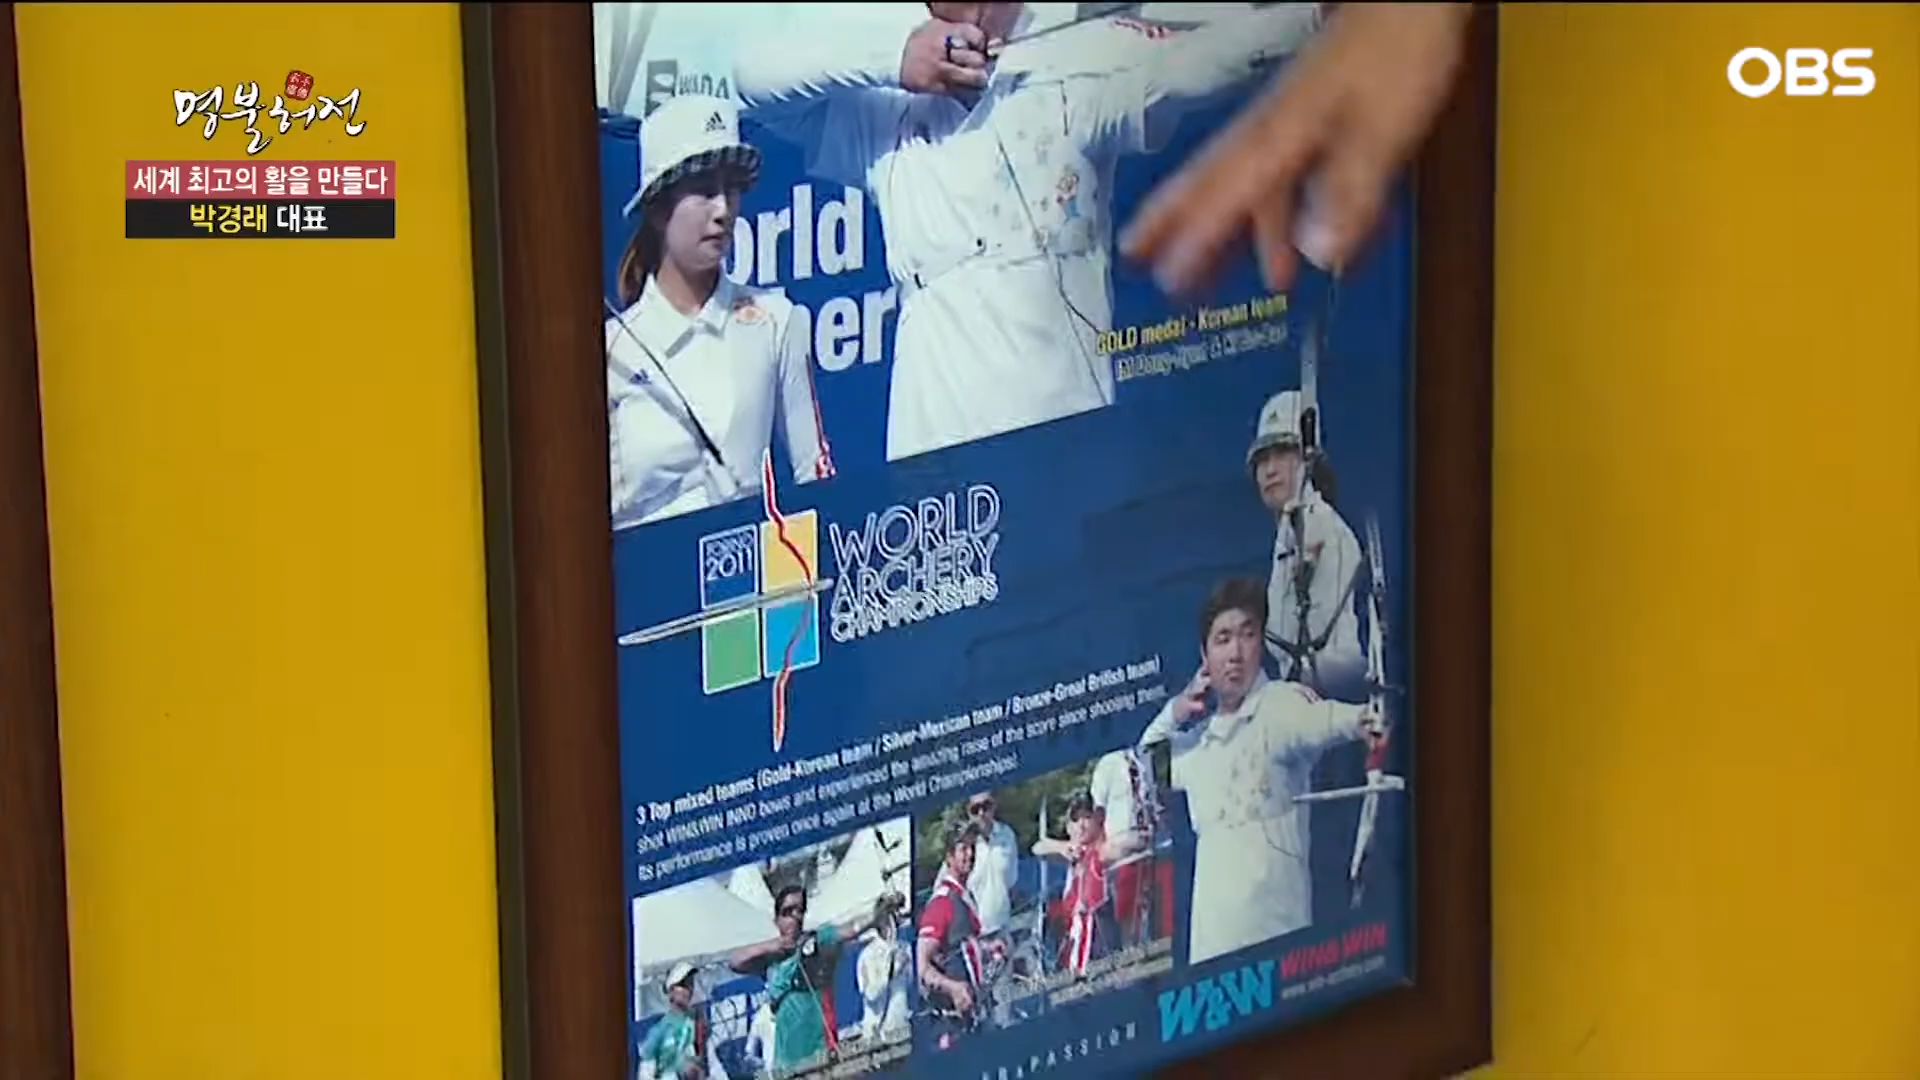 명불허전
OBS
세계 최고의 활을 만들다
박경래 대표
WADA
orld
her
GOLD medal - Korean team
TORINO
2011
WORLD
ARCHERY
CHAMPIONSHIPS
3 Top mixed teams (Gold-Korean team / Silver-Mexican team / Bronze-Great British team)
shot WIN&WIN INNO bows and experienced the amazing raise of the score since shooting them.
Its performance is proven once again at the World Championships!
W&W
WIN&WIN
PASSION